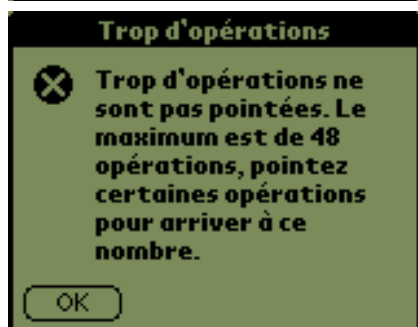 Trop d'opérations
Trop d'opérations ne
sont pas pointées. Le
maximum est de 48
opérations, pointez
certaines opérations
pour arriver à ce
nombre.
OK